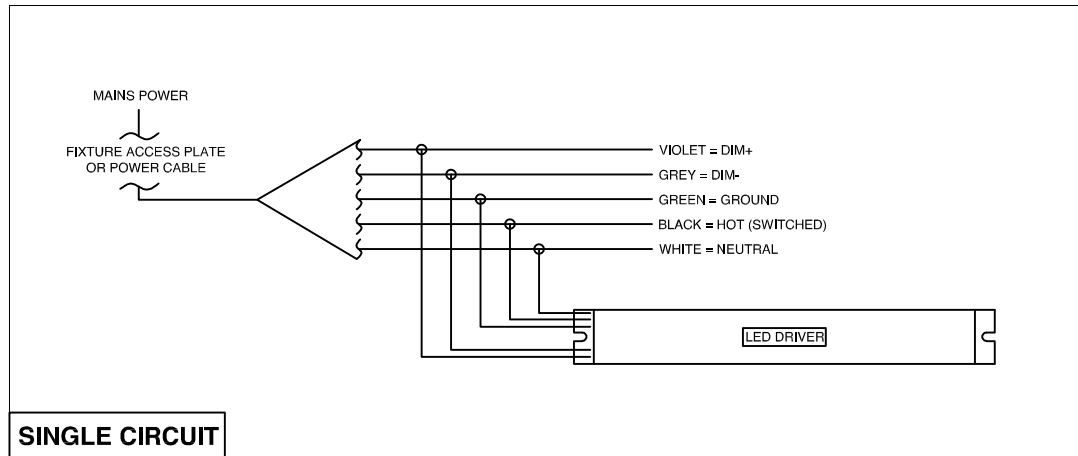 MAINS POWER
FIXTURE ACCESS PLATE
OR POWER CABLE
VIOLET = DIM+
GREY = DIM-
GREEN = GROUND
BLACK = HOT (SWITCHED)
WHITE = NEUTRAL
LED DRIVER
SINGLE CIRCUIT